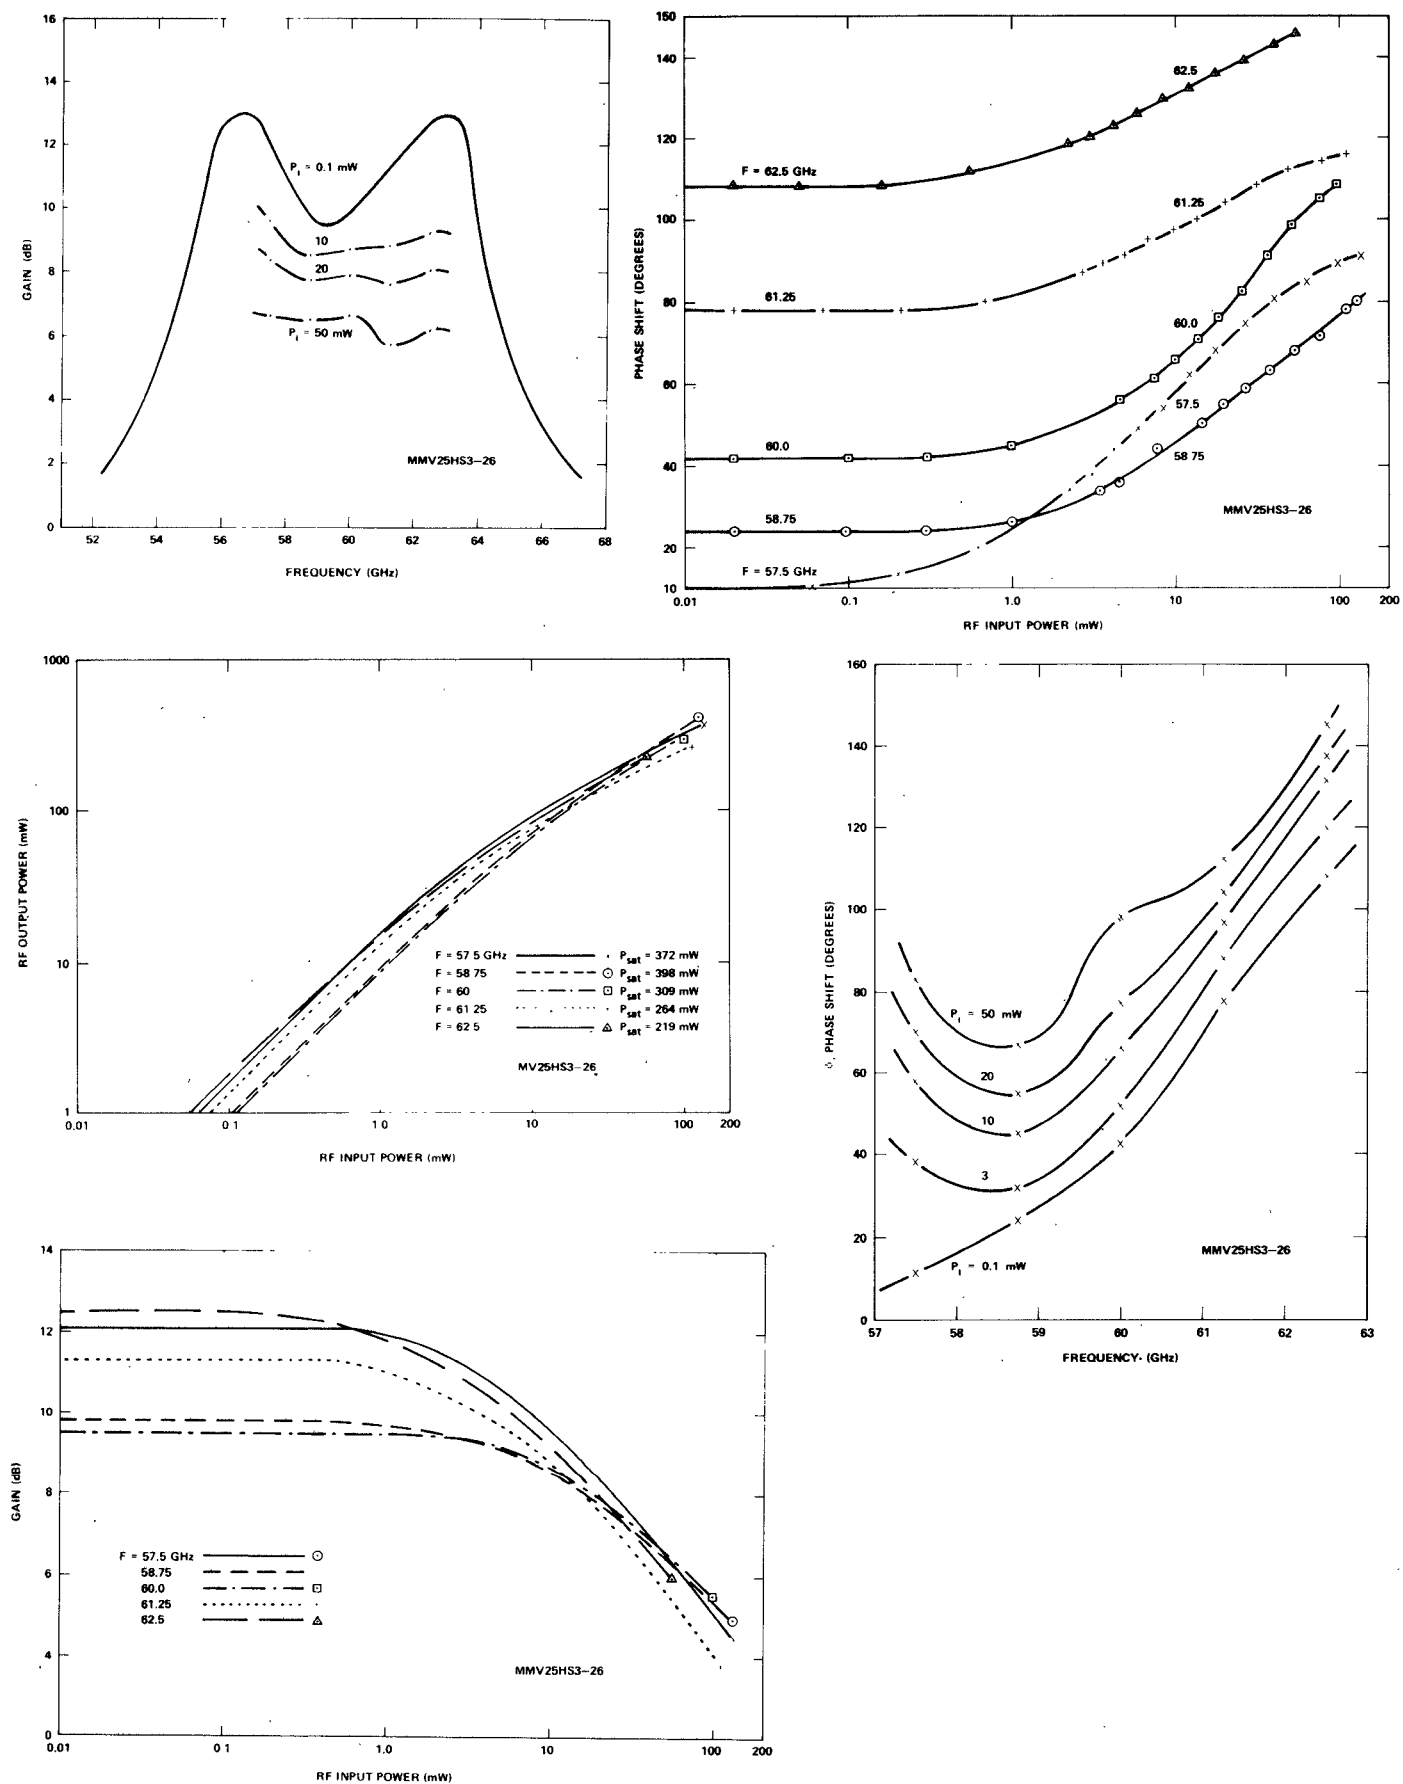 16
14
12
10
8
6
4
2
0
GAIN (dB)
P_i = 0.1 mW
10
20
P_i = 50 mW
MMV25HS3-26
52 54 56 58 60 62 64 66 68
FREQUENCY (GHz)
150
140
120
100
80
60
40
20
10
PHASE SHIFT (DEGREES)
62.5
F = 62.5 GHz
61.25
61.25
60.0
57.5
60.0
58 75
58.75
MMV25HS3-26
F = 57.5 GHz
0.01 0.1 1.0 10 100 200
RF INPUT POWER (mW)
1000
100
10
1
RF OUTPUT POWER (mW)
F = 57 5 GHz P_sat = 372 mW
F = 58 75 P_sat = 398 mW
F = 60 P_sat = 309 mW
F = 61 25 P_sat = 264 mW
F = 62 5 P_sat = 219 mW
MV25HS3-26
0.01 0 1 1 0 10 100 200
RF INPUT POWER (mW)
160
140
120
100
80
60
40
20
0
ϕ, PHASE SHIFT (DEGREES)
P_i = 50 mW
20
10
3
MMV25HS3-26
P_i = 0.1 mW
57 58 59 60 61 62 63
FREQUENCY (GHz)
14
12
10
8
6
4
2
0
GAIN (dB)
F = 57.5 GHz
58.75
60.0
61.25
62.5
MMV25HS3-26
0.01 0 1 1.0 10 100 200
RF INPUT POWER (mW)